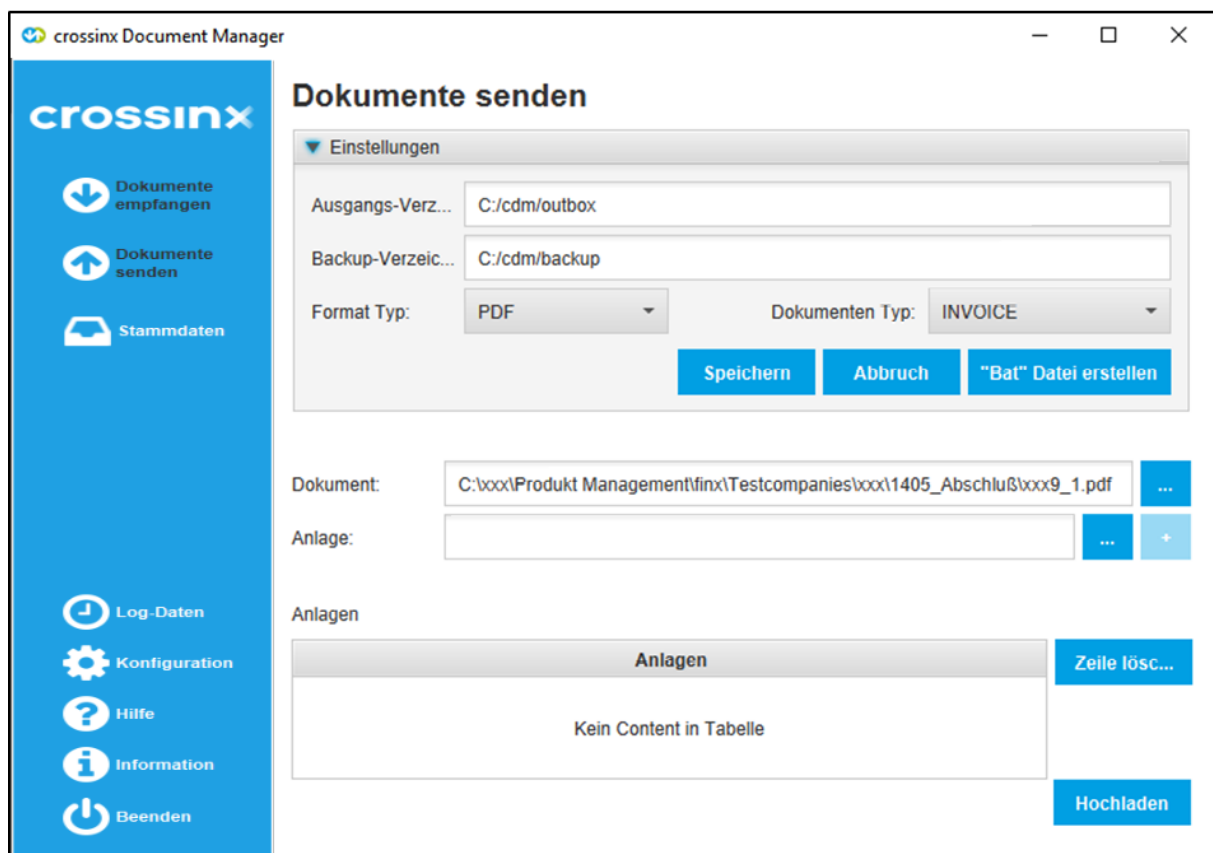 crossinx Document Manager
crossinx
Dokumente
empfangen
Dokumente
senden
Stammdaten
Log-Daten
Konfiguration
Hilfe
Information
Beenden
Dokumente senden
Einstellungen
Ausgangs-Verz... C:/cdm/outbox
Backup-Verzeic... C:/cdm/backup
Format Typ: PDF Dokumenten Typ: INVOICE
Speichern Abbruch "Bat" Datei erstellen
Dokument: C:\xxx\Produkt Management\finx\Testcompanies\xxx\1405_Abschluß\xxx9_1.pdf ...
Anlage: ... +
Anlagen
Anlagen Zeile lösc...
Kein Content in Tabelle
Hochladen